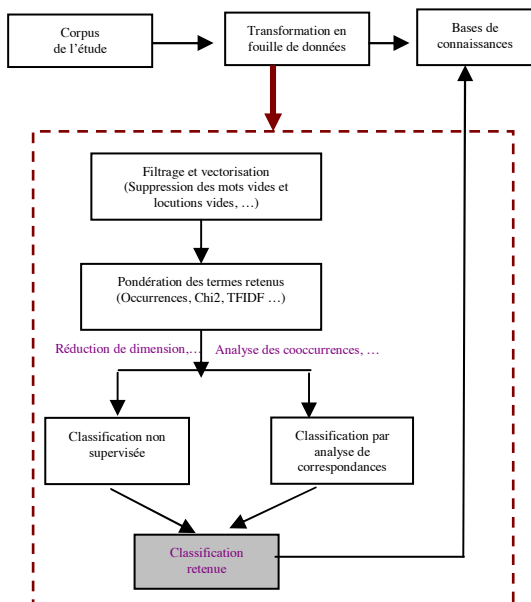 Corpus
de l'étude
Transformation en
fouille de données
Bases de
connaissances
Filtrage et vectorisation
(Suppression des mots vides et
locutions vides, …)
Pondération des termes retenus
(Occurrences, Chi2, TFIDF …)
Réduction de dimension,…
Analyse des cooccurrences, …
Classification non
supervisée
Classification par
analyse de
correspondances
Classification
retenue